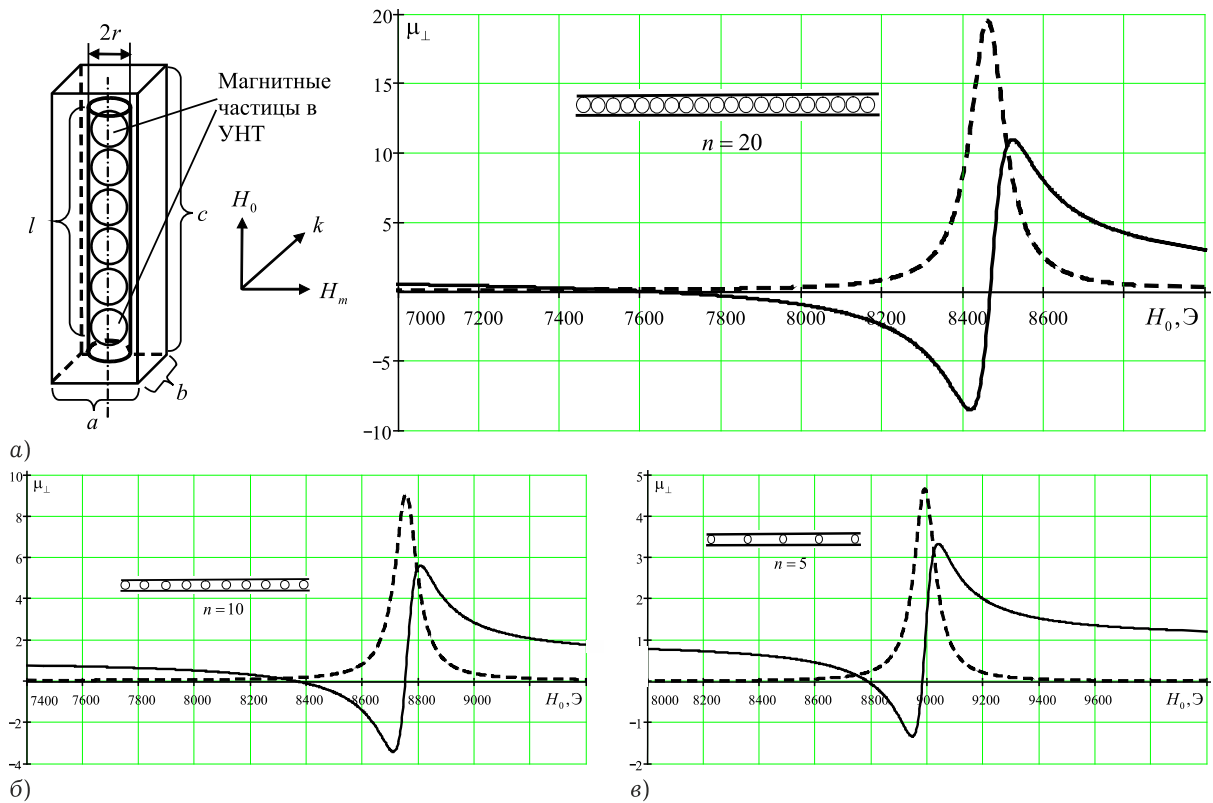 2r
Магнитные
частицы в
УНТ
l
c
H₀
k
Hₘ
a
b
а)
20
15
10
5
0
−5
−10
μ⊥
n = 20
7000 7200 7400 7600 7800 8000 8200 8400 8600 H₀, Э
10
8
6
4
2
0
−2
−4
μ⊥
n = 10
7400 7600 7800 8000 8200 8400 8600 8800 9000 H₀, Э
б)
5
4
3
2
1
0
−1
−2
μ⊥
n = 5
8000 8200 8400 8600 8800 9000 9200 9400 9600 H₀, Э
в)